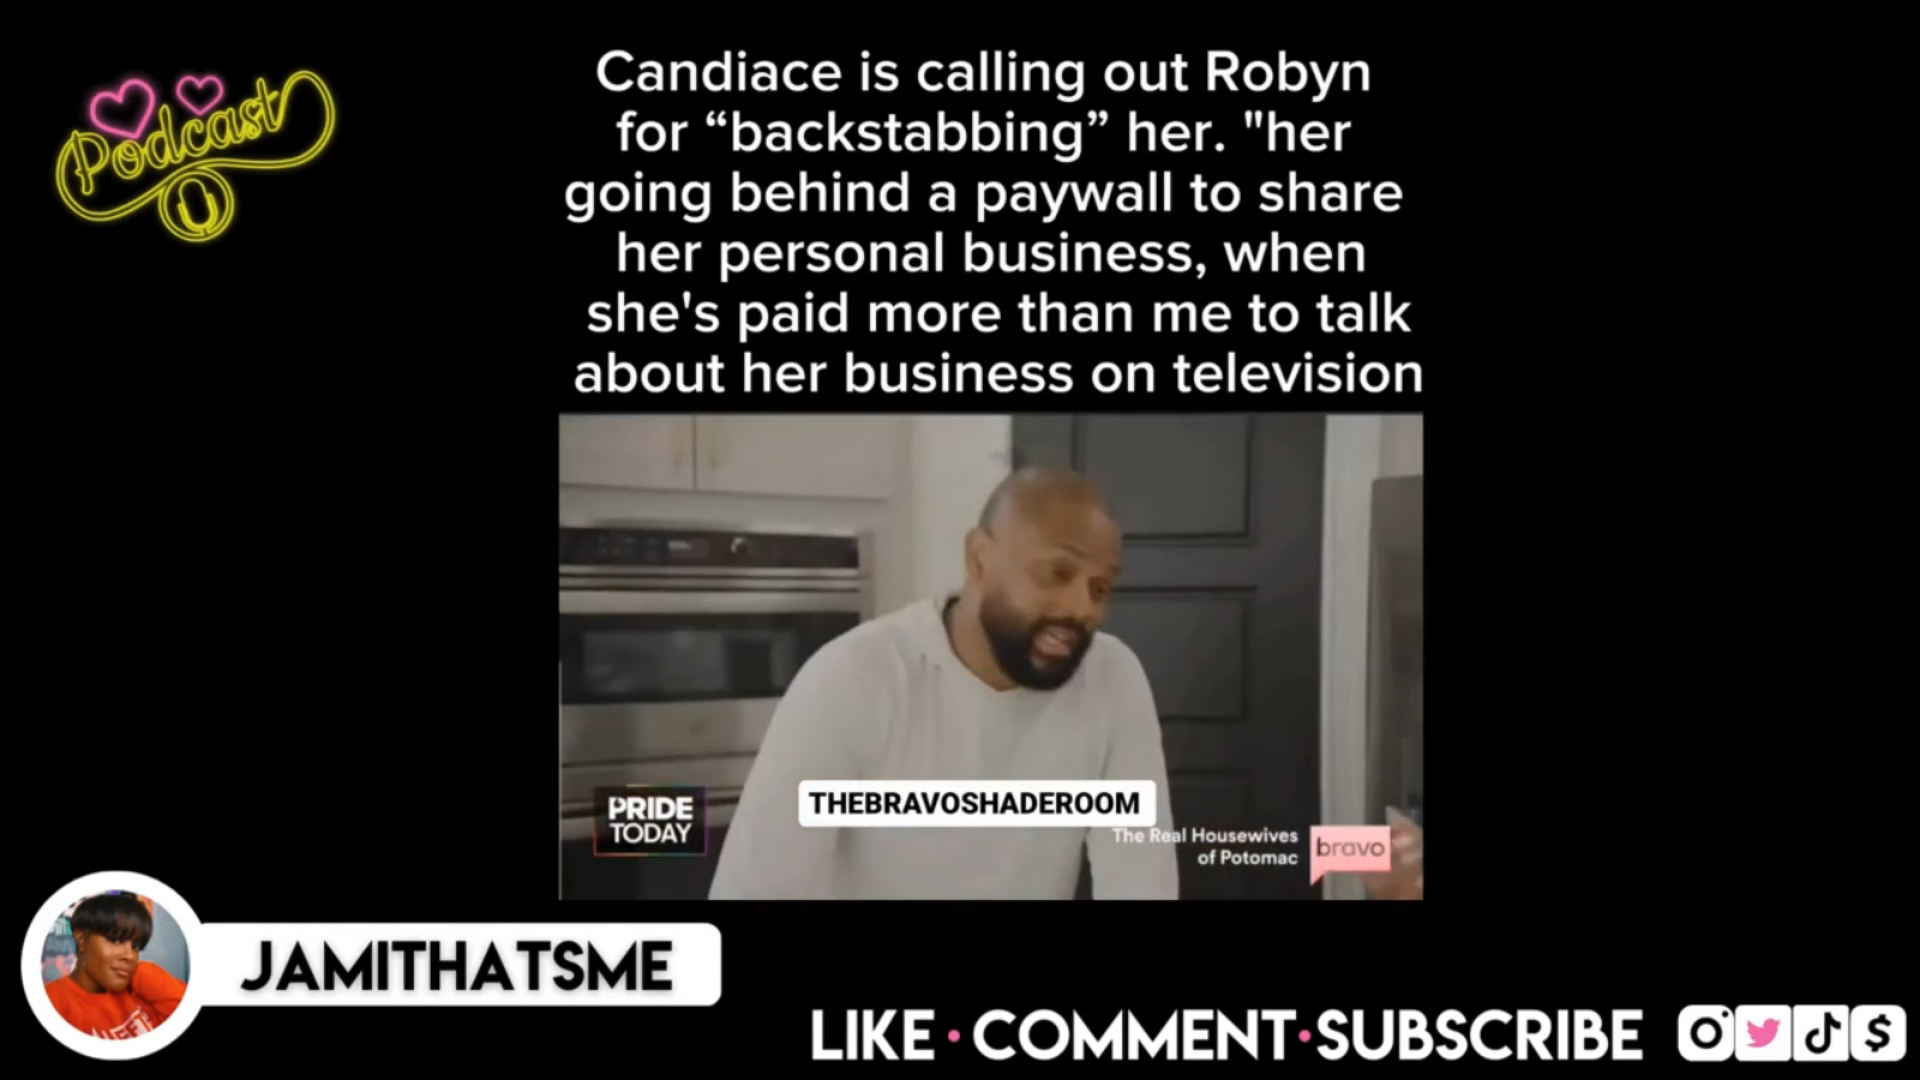 Podcast
Candiace is calling out Robyn
for “backstabbing” her. "her
going behind a paywall to share
her personal business, when
she's paid more than me to talk
about her business on television
PRIDE
TODAY
THEBRAVOSHADEROOM
The Real Housewives
of Potomac
bravo
JAMITHATSME
LIKE • COMMENT • SUBSCRIBE
$